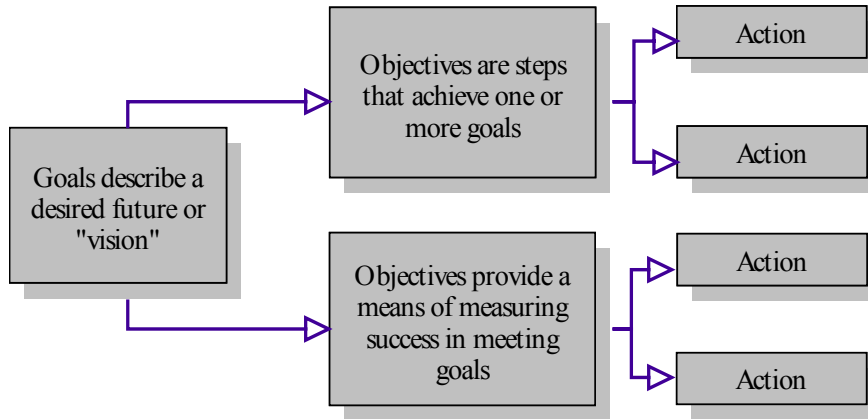 Goals describe a
desired future or
"vision"
Objectives are steps
that achieve one or
more goals
Action
Action
Objectives provide a
means of measuring
success in meeting
goals
Action
Action